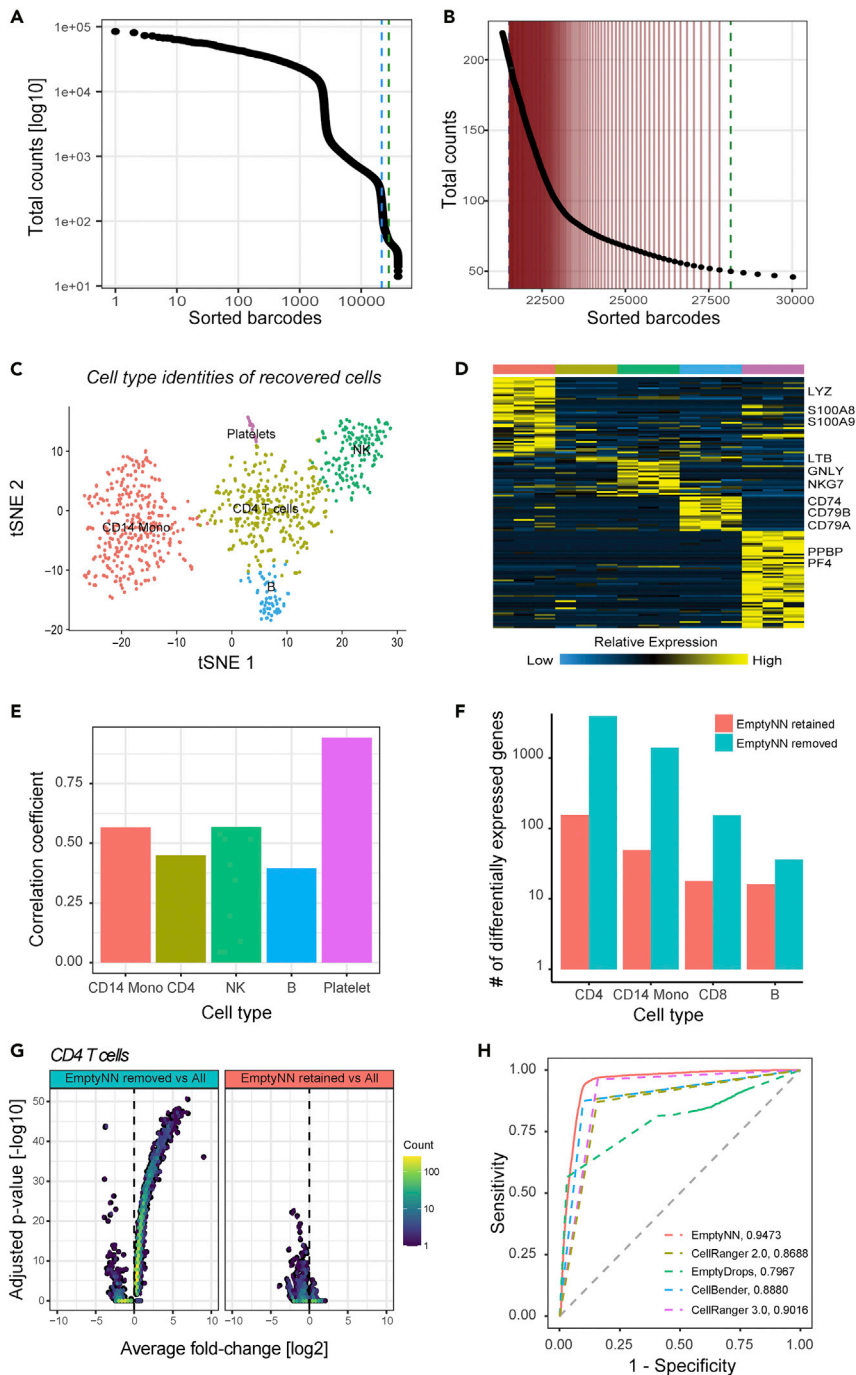 A
Total counts [log10]
1e+05
1e+04
1e+03
1e+02
1e+01
1
10
100
1000
10000
Sorted barcodes
B
Total counts
200
150
100
50
22500
25000
27500
30000
Sorted barcodes
C
Cell type identities of recovered cells
tSNE 2
10
0
−10
−20
Platelets
NK
CD4 T cells
CD14 Mono
B
−20
−10
0
10
20
30
tSNE 1
D
LYZ
S100A8
S100A9
LTB
GNLY
NKG7
CD74
CD79B
CD79A
PPBP
PF4
Relative Expression
Low
High
E
Correlation coefficient
0.75
0.50
0.25
0.00
CD14 Mono
CD4
NK
B
Platelet
Cell type
F
# of differentially expressed genes
1000
100
10
1
EmptyNN retained
EmptyNN removed
CD4
CD14 Mono
CD8
B
Cell type
G
CD4 T cells
EmptyNN removed vs All
EmptyNN retained vs All
Adjusted p-value [-log10]
50
40
30
20
10
0
−10
−5
0
5
10
−10
−5
0
5
10
Average fold-change [log2]
Count
100
10
1
H
Sensitivity
1.00
0.75
0.50
0.25
0.00
EmptyNN, 0.9473
CellRanger 2.0, 0.8688
EmptyDrops, 0.7967
CellBender, 0.8880
CellRanger 3.0, 0.9016
0.00
0.25
0.50
0.75
1.00
1 - Specificity